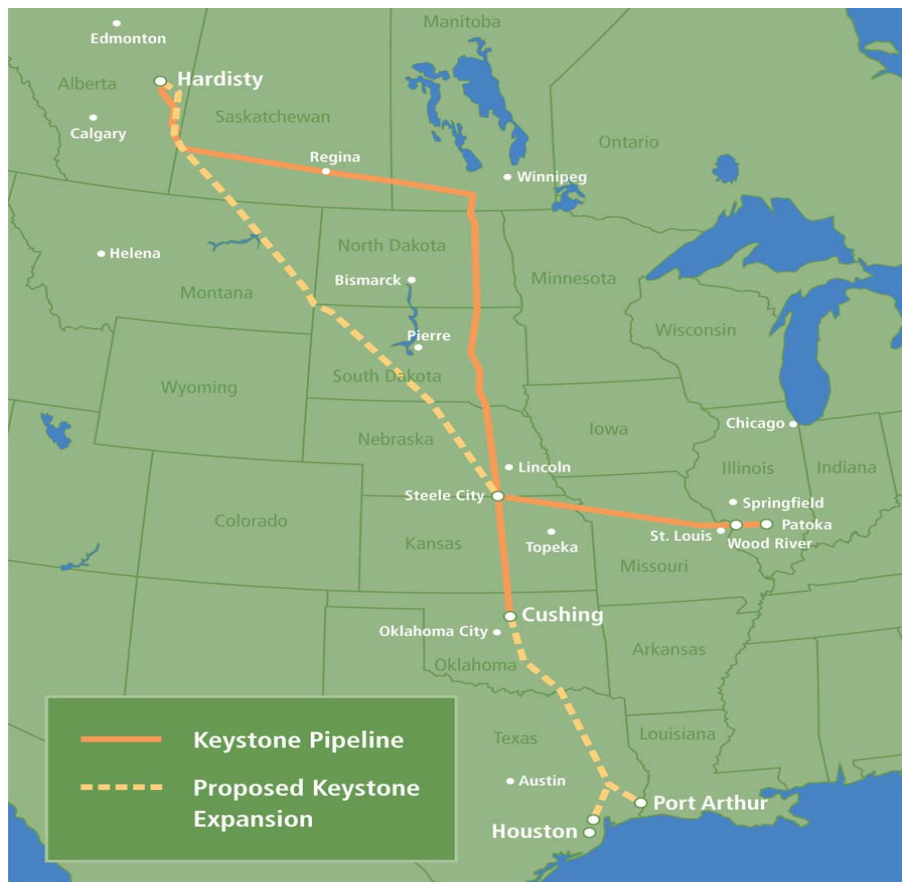 Manitoba
Edmonton
Hardisty
Alberta
Saskatchewan
Calgary
Ontario
Regina
Winnipeg
North Dakota
Helena
Minnesota
Bismarck
Montana
Wisconsin
Pierre
South Dakota
Wyoming
Chicago
Iowa
Nebraska
Lincoln
Illinois
Indiana
Steele City
Springfield
Colorado
Patoka
St. Louis
Wood River
Kansas
Topeka
Missouri
Cushing
Oklahoma City
Arkansas
Oklahoma
Louisiana
Texas
Keystone Pipeline
Austin
Proposed Keystone
Expansion
Port Arthur
Houston